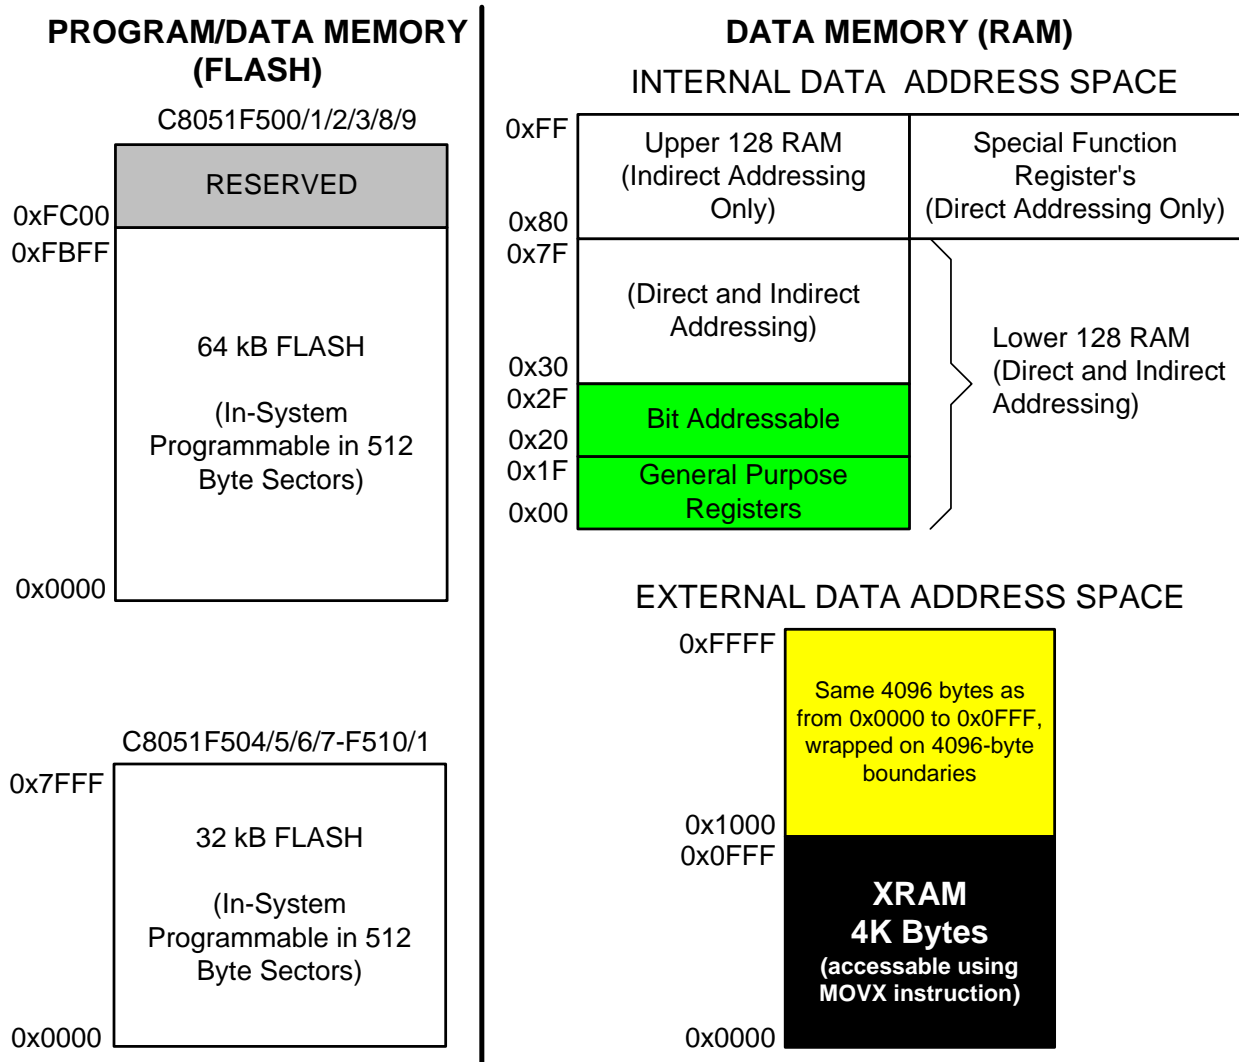 PROGRAM/DATA MEMORY
(FLASH)
C8051F500/1/2/3/8/9
RESERVED
0xFC00
0xFBFF
64 kB FLASH
(In-System
Programmable in 512
Byte Sectors)
0x0000
C8051F504/5/6/7-F510/1
0x7FFF
32 kB FLASH
(In-System
Programmable in 512
Byte Sectors)
0x0000
DATA MEMORY (RAM)
INTERNAL DATA ADDRESS SPACE
0xFF
Upper 128 RAM
(Indirect Addressing
Only)
0x80
Special Function
Register's
(Direct Addressing Only)
0x7F
(Direct and Indirect
Addressing)
0x30
0x2F
Bit Addressable
0x20
0x1F
General Purpose
Registers
0x00
Lower 128 RAM
(Direct and Indirect
Addressing)
EXTERNAL DATA ADDRESS SPACE
0xFFFF
Same 4096 bytes as
from 0x0000 to 0x0FFF,
wrapped on 4096-byte
boundaries
0x1000
0x0FFF
XRAM
4K Bytes
(accessable using
MOVX instruction)
0x0000